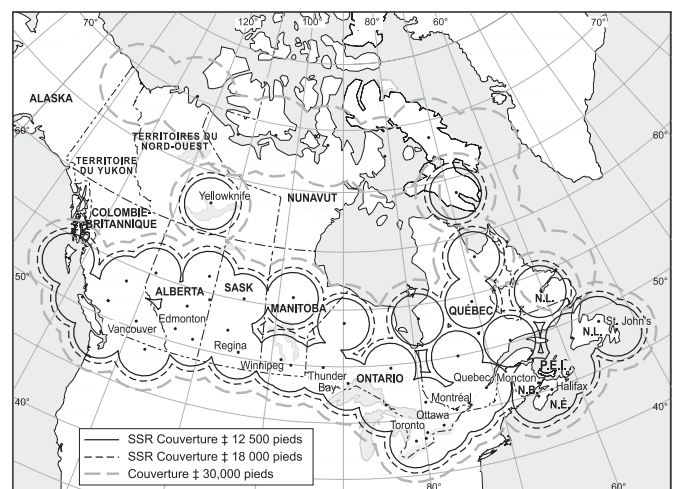 70°
120°
100°
80°
70°
ALASKA
60°
60°
TERRITOIRES DU
NORD-OUEST
TERRITOIRE
DU YUKON
Yellowknife
NUNAVUT
COLOMBIE-
BRITANNIQUE
50°
50°
ALBERTA
SASK
MANITOBA
QUÉBEC
N.L.
N.L.
St. John's
Vancouver
Edmonton
Regina
Winnipeg
Thunder
Bay
ONTARIO
Quebec
Moncton
P.E.I.
N.B.
Halifax
N.É.
Montréal
Ottawa
Toronto
40°
40°
SSR Couverture ‡ 12 500 pieds
SSR Couverture ‡ 18 000 pieds
Couverture ‡ 30,000 pieds
80°
60°